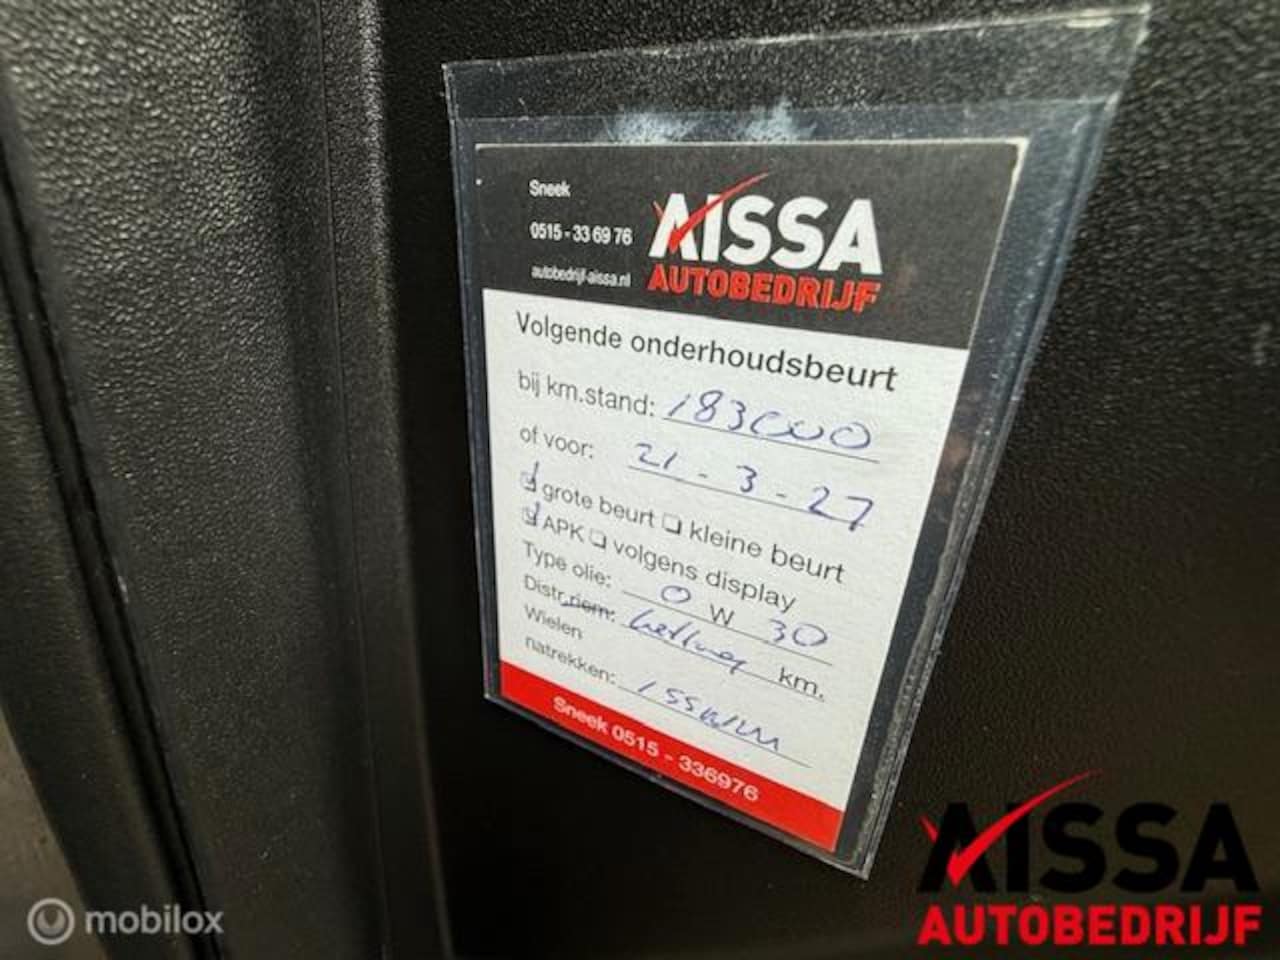 Sneek
0515 - 33 69 76
autobedrijf-aissa.nl
AISSA
AUTOBEDRIJF
Volgende onderhoudsbeurt
bij km.stand: 183000
of voor: 21-3-27
grote beurt kleine beurt
APK volgens display
Type olie: 0 W 30
Distr.riem: ketting km.
Wielen
natrekken:
Sneek 0515 - 336976
AISSA
AUTOBEDRIJF
mobilox